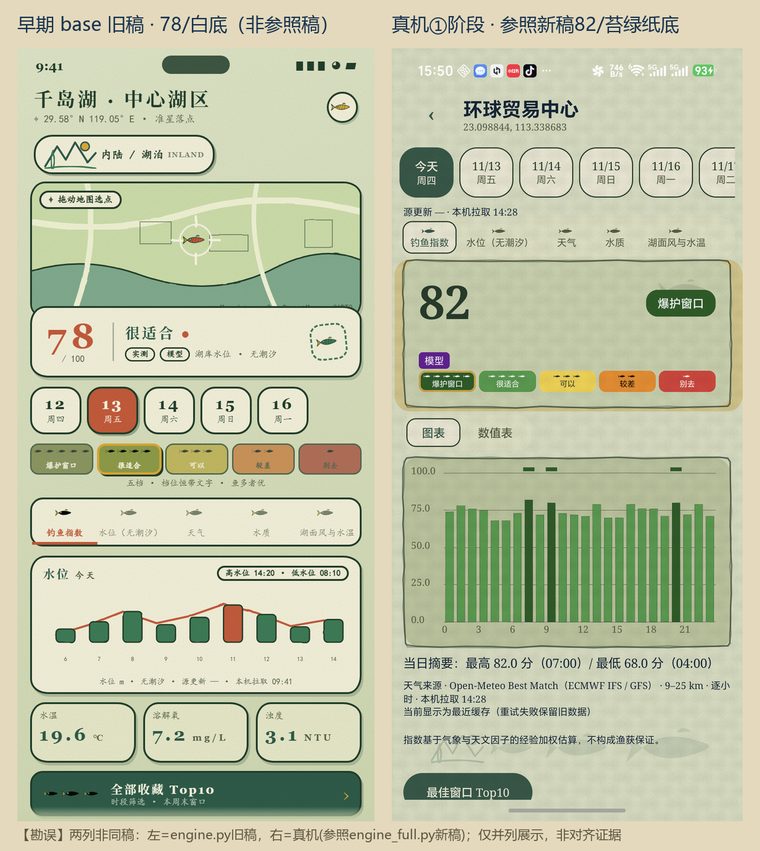 早期 base 旧稿 · 78/白底（非参照稿）
9:41
千岛湖 · 中心湖区
⌖ 29.58° N 119.05° E • 准星落点
内陆 / 湖泊 INLAND
拖动地图选点
78
/ 100
很适合
实测 模型 湖库水位 • 无潮汐
12 13 14 15 16
周四 周五 周六 周日 周一
爆护窗口 很适合 可以 较差 别去
五档 • 档位恒带文字 • 鱼多者优
钓鱼指数 水位（无潮汐） 天气 水质 湖面风与水温
水位 今天 高水位 14:20 • 低水位 08:10
6 7 8 9 10 11 12 13 14
水位 m • 无潮汐 • 源更新 — • 本机拉取 09:41
水温 溶解氧 浊度
19.6 ℃ 7.2 mg/L 3.1 NTU
全部收藏 Top10
时段筛选 • 本周末窗口
真机①阶段 · 参照新稿82/苔绿纸底
15:50 746 B/s 5G 5G 93
环球贸易中心
23.098844, 113.338683
今天 11/13 11/14 11/15 11/16 11/1
周四 周五 周六 周日 周一 周二
源更新 — · 本机拉取 14:28
钓鱼指数 水位（无潮汐） 天气 水质 湖面风与水温
82
爆护窗口
模型
爆护窗口 很适合 可以 较差 别去
图表 数值表
100.0
75.0
50.0
25.0
0.0
0 3 6 9 12 15 18 21
当日摘要：最高 82.0 分（07:00）/ 最低 68.0 分（04:00）
天气来源 · Open-Meteo Best Match（ECMWF IFS / GFS） · 9–25 km · 逐小
时 · 本机拉取 14:28
当前显示为最近缓存（重试失败保留旧数据）
指数基于气象与天文因子的经验加权估算，不构成渔获保证。
最佳窗口 Top10
【勘误】两列非同稿：左=engine.py旧稿，右=真机(参照engine_full.py新稿)；仅并列展示，非对齐证据